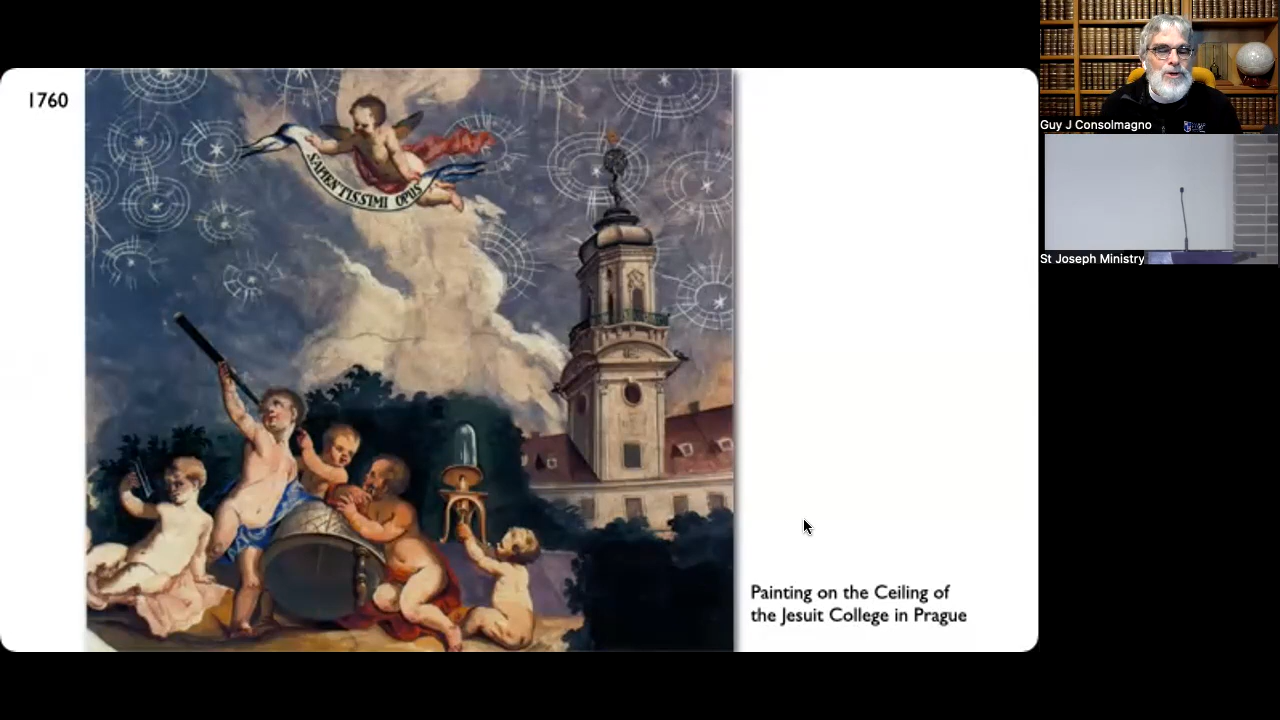 1760
SAPIENTISSIMI OPUS
Painting on the Ceiling of
the Jesuit College in Prague
Guy J Consolmagno
St Joseph Ministry